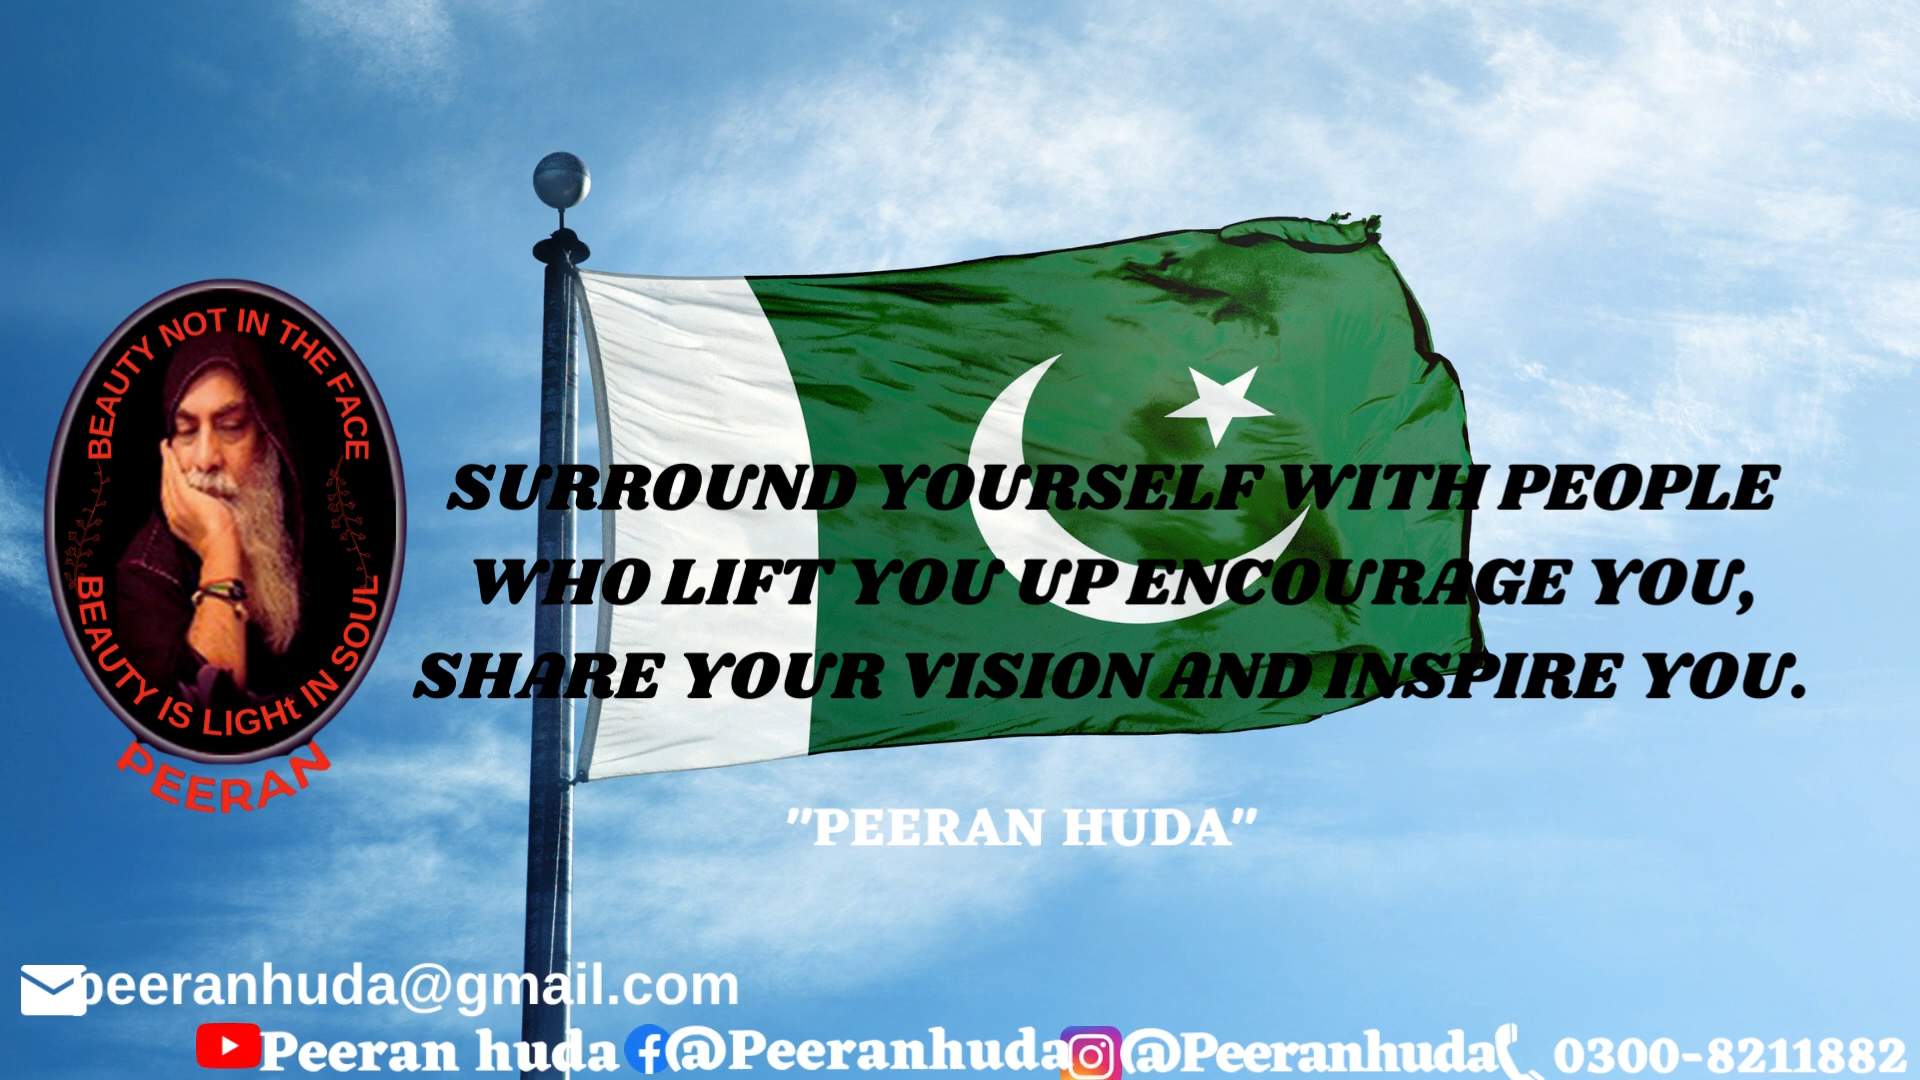 BEAUTY NOT IN THE FACE
BEAUTY IS LIGHt IN SOUL
PEERAN
SURROUND YOURSELF WITH PEOPLE
WHO LIFT YOU UP ENCOURAGE YOU,
SHARE YOUR VISION AND INSPIRE YOU.
"PEERAN HUDA"
peeranhuda@gmail.com
Peeran huda @Peeranhuda @Peeranhuda 0300-8211882